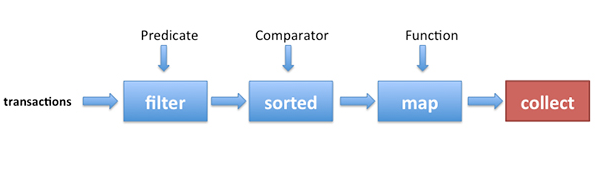 Predicate Comparator Function
transactions filter sorted map collect